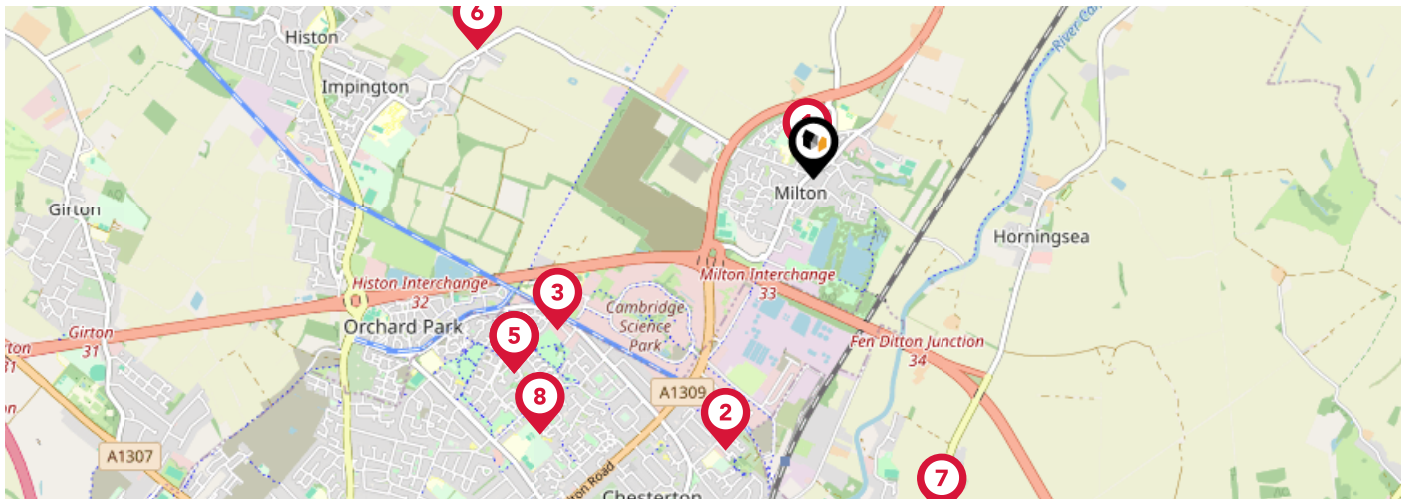 6
Histon
Impington
River Cam
Milton
Girton
Horningsea
Histon Interchange
32
Milton Interchange
33
3
Cambridge
Science
Park
Orchard Park
Girton
31
5
Fen Ditton Junction
34
A1309
8
2
A1307
7
Chesterton